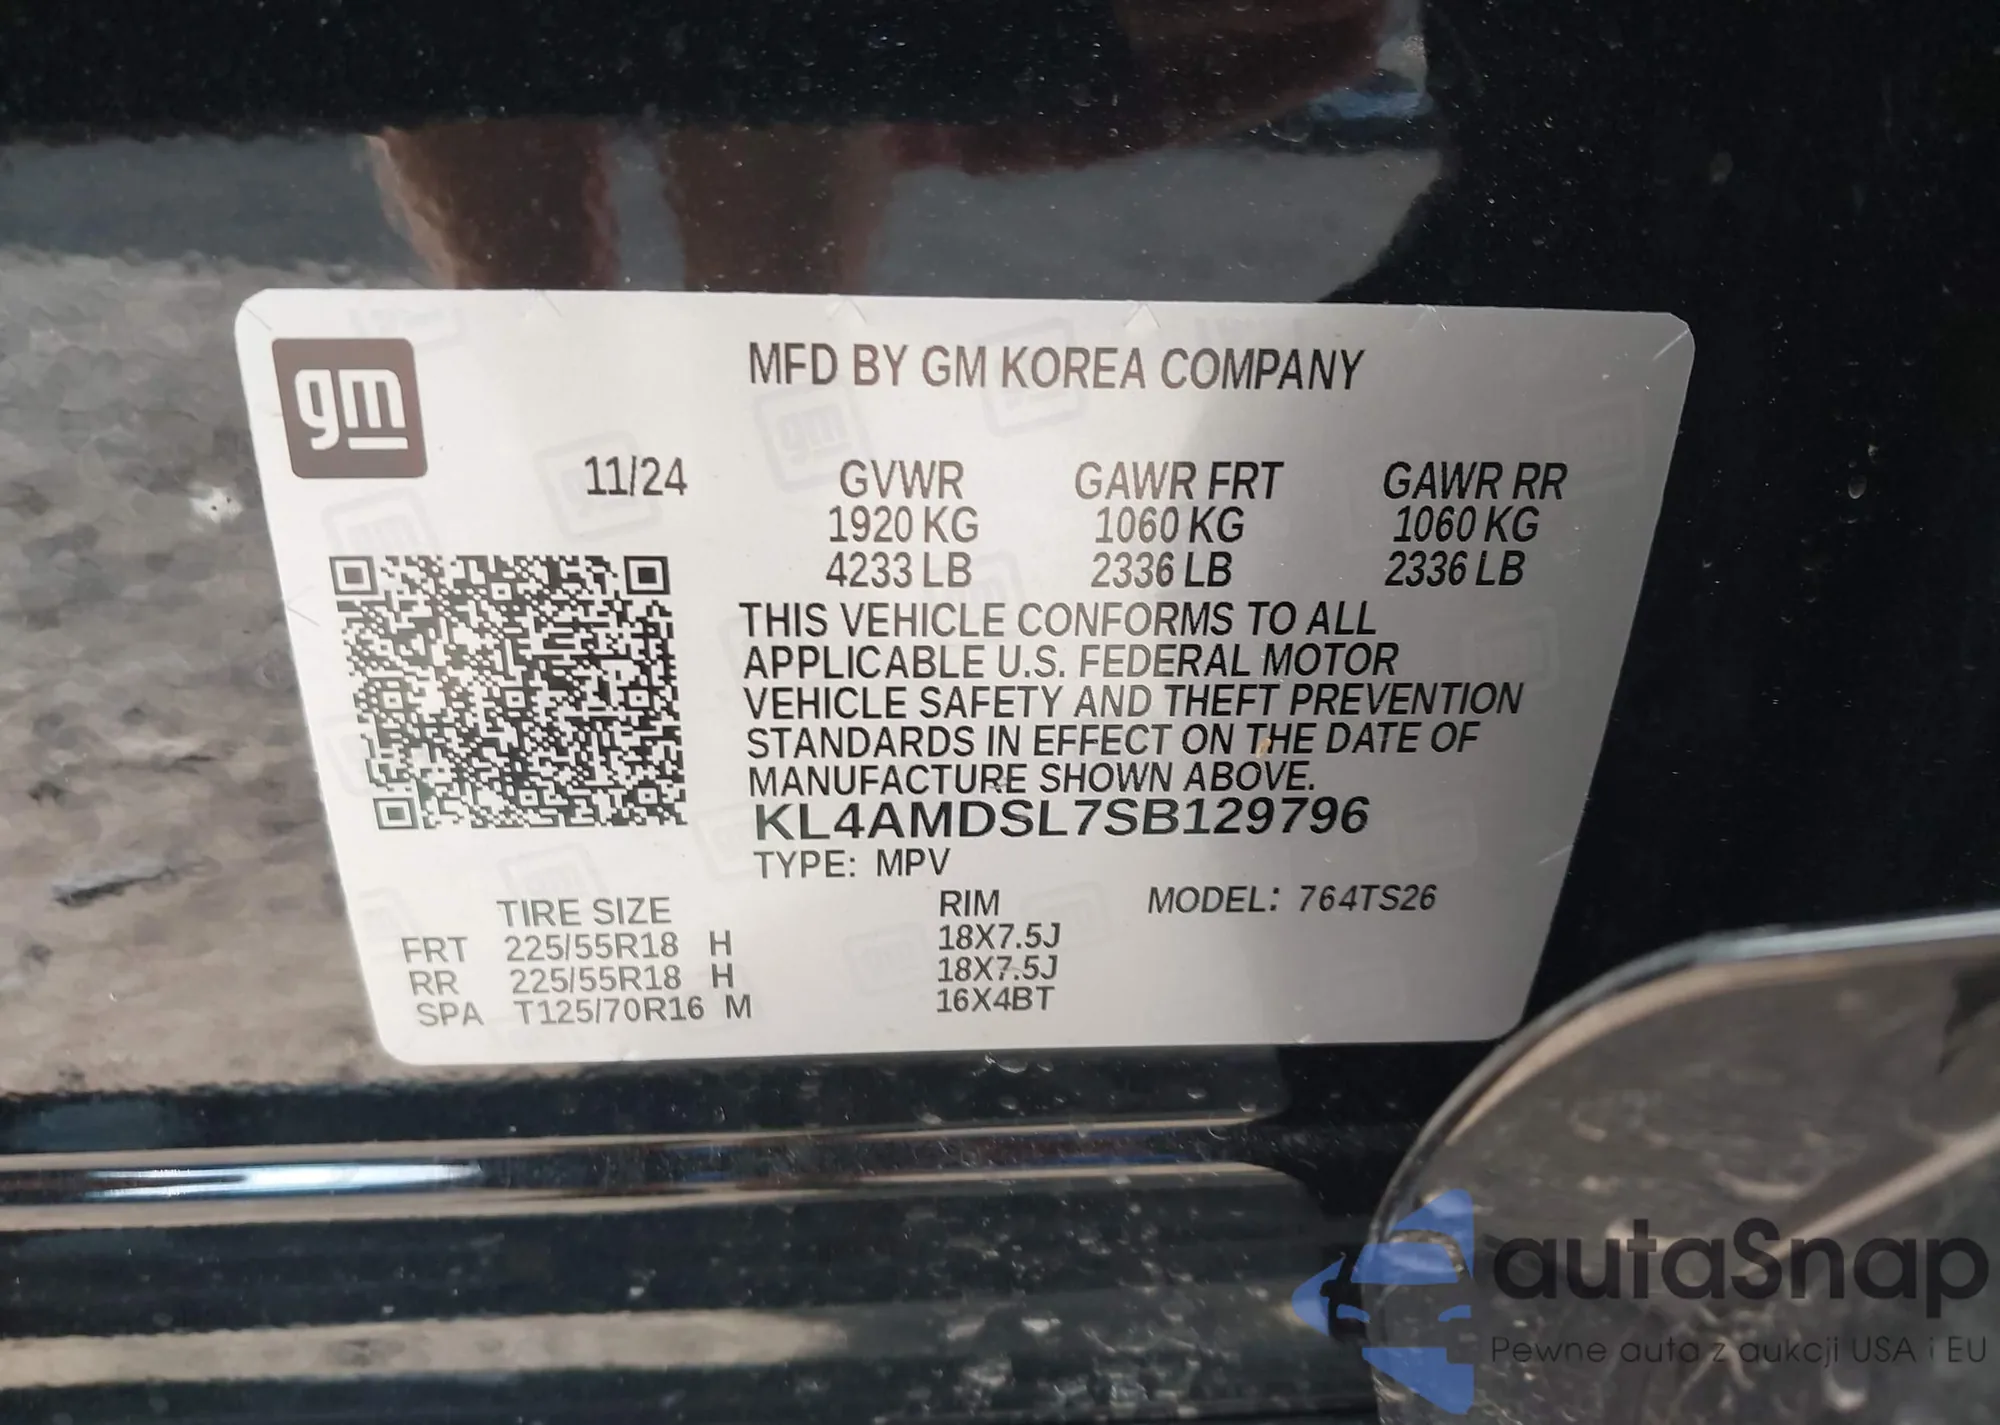 gm
MFD BY GM KOREA COMPANY
11/24 GVWR GAWR FRT GAWR RR
1920 KG 1060 KG 1060 KG
4233 LB 2336 LB 2336 LB
THIS VEHICLE CONFORMS TO ALL
APPLICABLE U.S. FEDERAL MOTOR
VEHICLE SAFETY AND THEFT PREVENTION
STANDARDS IN EFFECT ON THE DATE OF
MANUFACTURE SHOWN ABOVE.
KL4AMDSL7SB129796
TYPE: MPV
TIRE SIZE RIM MODEL: 764TS26
FRT 225/55R18 H 18X7.5J
RR 225/55R18 H 18X7.5J
SPA T125/70R16 M 16X4BT
autaSnap
Pewne auta z aukcji USA i EU